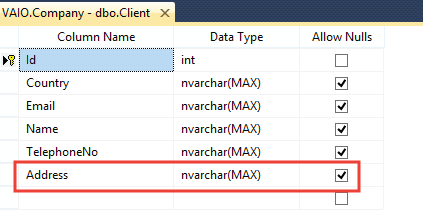 VAIO.Company - dbo.Client
Column Name Data Type Allow Nulls
Id int
Country nvarchar(MAX)
Email nvarchar(MAX)
Name nvarchar(MAX)
TelephoneNo nvarchar(MAX)
Address nvarchar(MAX)